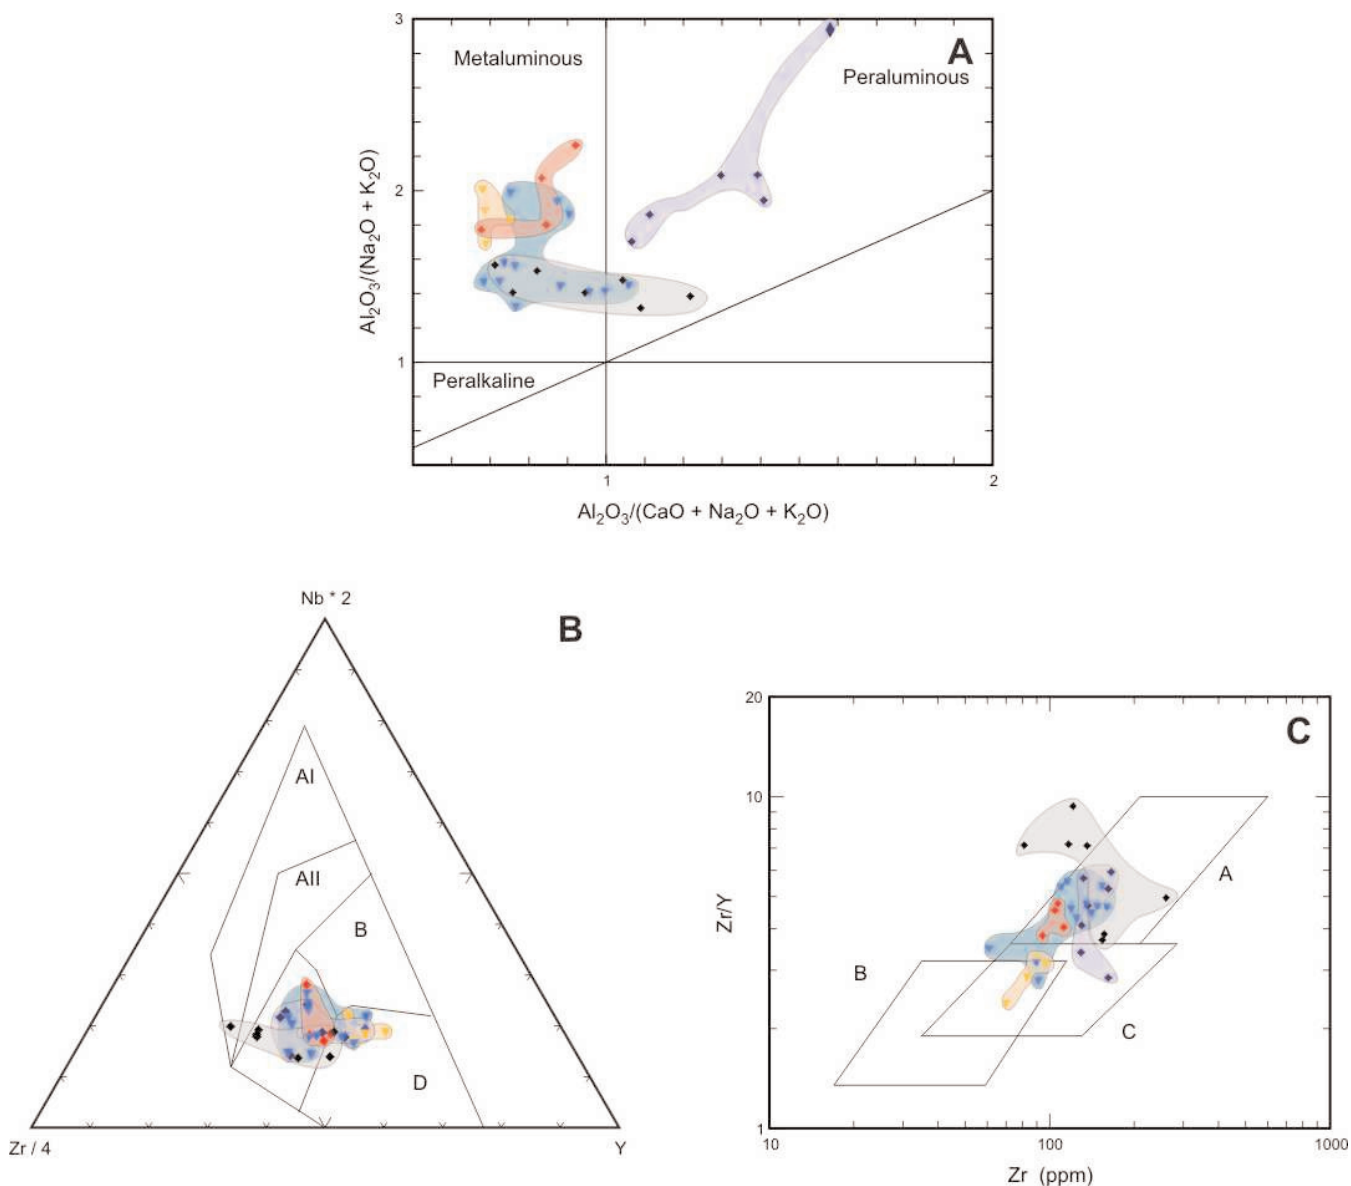 3
Metaluminous
A
Peraluminous
Al₂O₃/(Na₂O + K₂O)
2
1
Peralkaline
1
2
Al₂O₃/(CaO + Na₂O + K₂O)
Nb * 2
B
AI
AII
B
D
Zr / 4
Y
20
C
10
A
Zr/Y
B
C
1
10
100
1000
Zr (ppm)